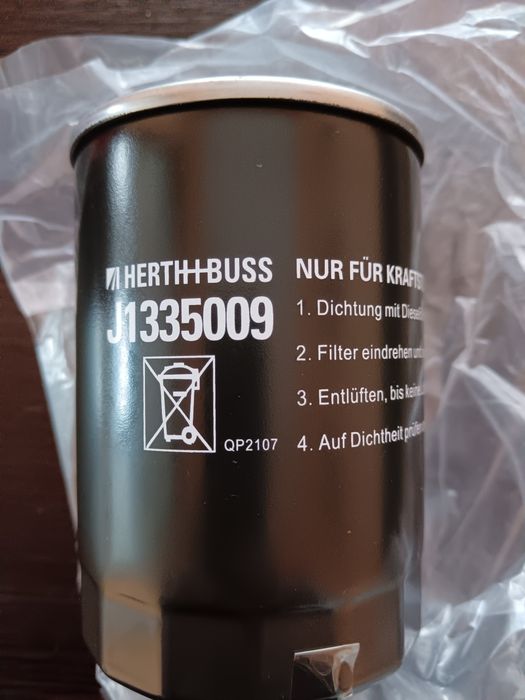 HERTH+BUSS
J1335009
QP2107
NUR FÜR
1. Dichtung mit
2. Filter eindrehen
3. Entlüften, bis
4. Auf Dichtheit